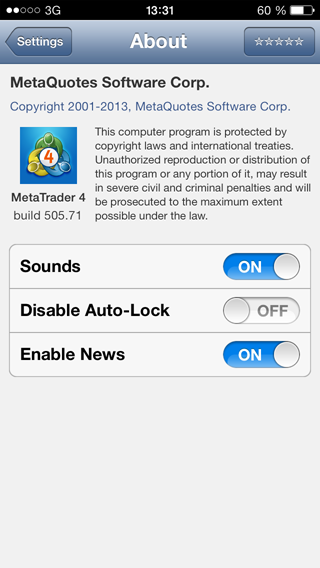 3G 13:31 60 %
Settings About ☆☆☆☆☆
MetaQuotes Software Corp.
Copyright 2001-2013, MetaQuotes Software Corp.
4
MetaTrader 4
build 505.71
This computer program is protected by
copyright laws and international treaties.
Unauthorized reproduction or distribution of
this program or any portion of it, may result
in severe civil and criminal penalties and will
be prosecuted to the maximum extent
possible under the law.
Sounds ON
Disable Auto-Lock OFF
Enable News ON